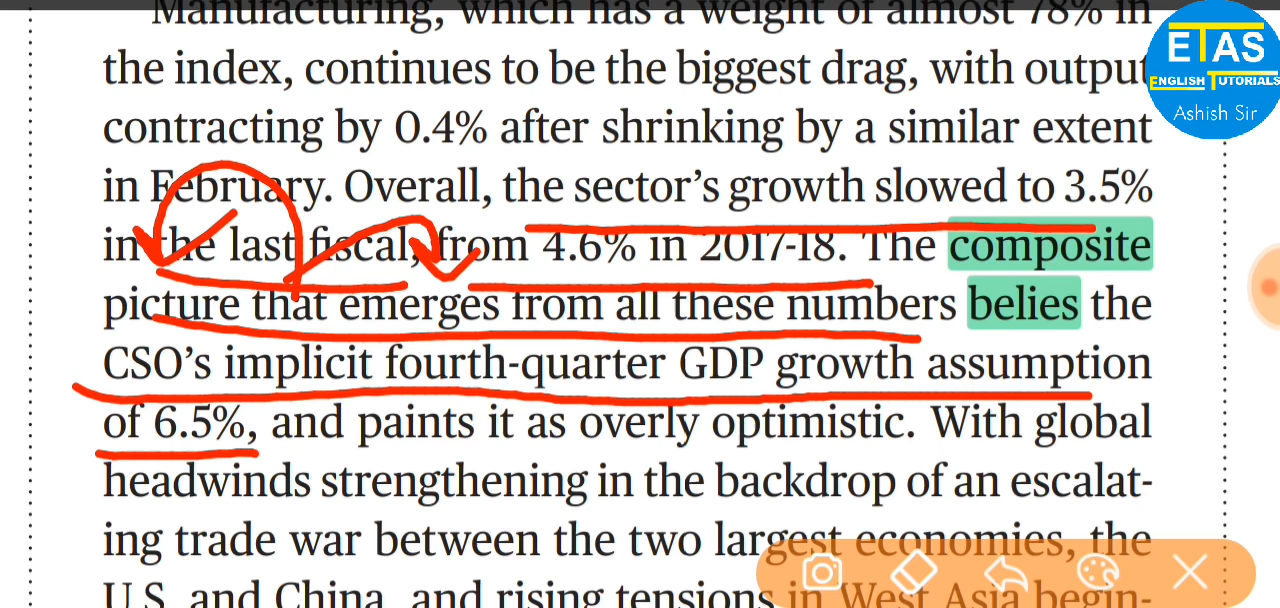 Manufacturing, which has a weight of almost 78% in
the index, continues to be the biggest drag, with output
contracting by 0.4% after shrinking by a similar extent
in February. Overall, the sector's growth slowed to 3.5%
in the last fiscal, from 4.6% in 2017-18. The composite
picture that emerges from all these numbers belies the
CSO's implicit fourth-quarter GDP growth assumption
of 6.5%, and paints it as overly optimistic. With global
headwinds strengthening in the backdrop of an escalat-
ing trade war between the two largest economies, the
U.S. and China, and rising tensions in West Asia begin-
ETAS
ENGLISH TUTORIALS
Ashish Sir